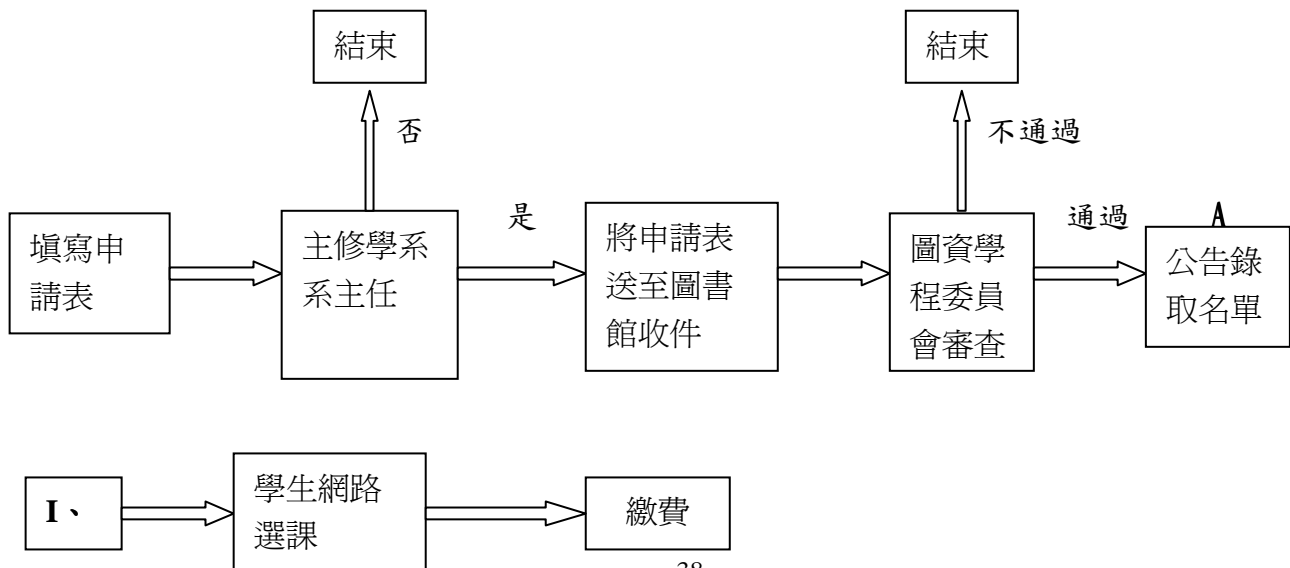 結束
結束
否
不通過
填寫申
請表
主修學系
系主任
是
將申請表
送至圖書
館收件
圖資學
程委員
會審查
通過
A
公告錄
取名單
I、
學生網路
選課
繳費
38